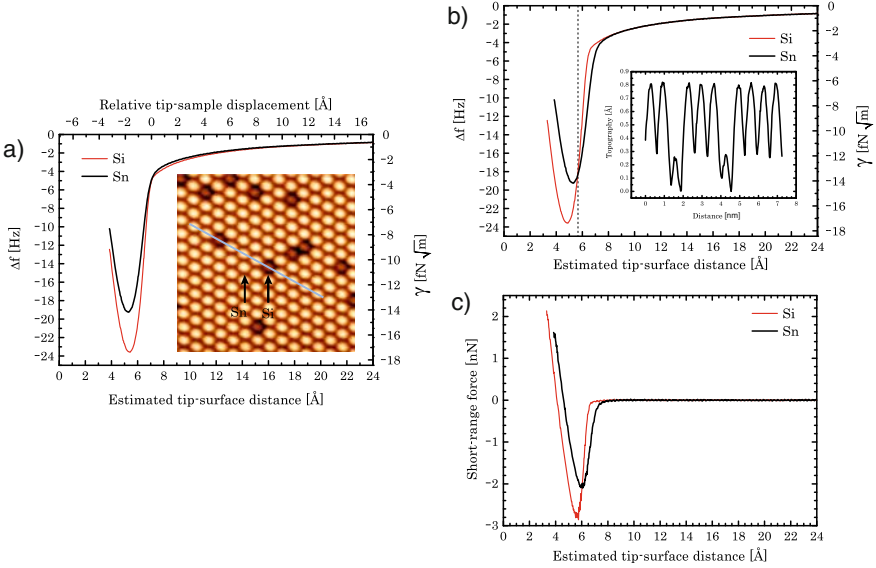 a)
Relative tip-sample displacement [Å]
−6 −4 −2 0 2 4 6 8 10 12 14 16
0
−2
−4
−6
−8
−10
−12
−14
−16
−18
−20
−22
−24
Δf [Hz]
Si
Sn
Sn
Si
0
−2
−4
−6
−8
−10
−12
−14
−16
−18
γ [fN √m]
0 2 4 6 8 10 12 14 16 18 20 22 24
Estimated tip-surface distance [Å]
b)
0
−2
−4
−6
−8
−10
−12
−14
−16
−18
−20
−22
−24
Δf [Hz]
Si
Sn
0.9
0.8
0.7
0.6
0.5
0.4
0.3
0.2
0.1
0.0
Topography [Å]
0 1 2 3 4 5 6 7 8
Distance [nm]
0
−2
−4
−6
−8
−10
−12
−14
−16
−18
γ [fN √m]
0 2 4 6 8 10 12 14 16 18 20 22 24
Estimated tip-surface distance [Å]
c)
2
1
0
−1
−2
−3
Short-range force [nN]
Si
Sn
0 2 4 6 8 10 12 14 16 18 20 22 24
Estimated tip-surface distance [Å]